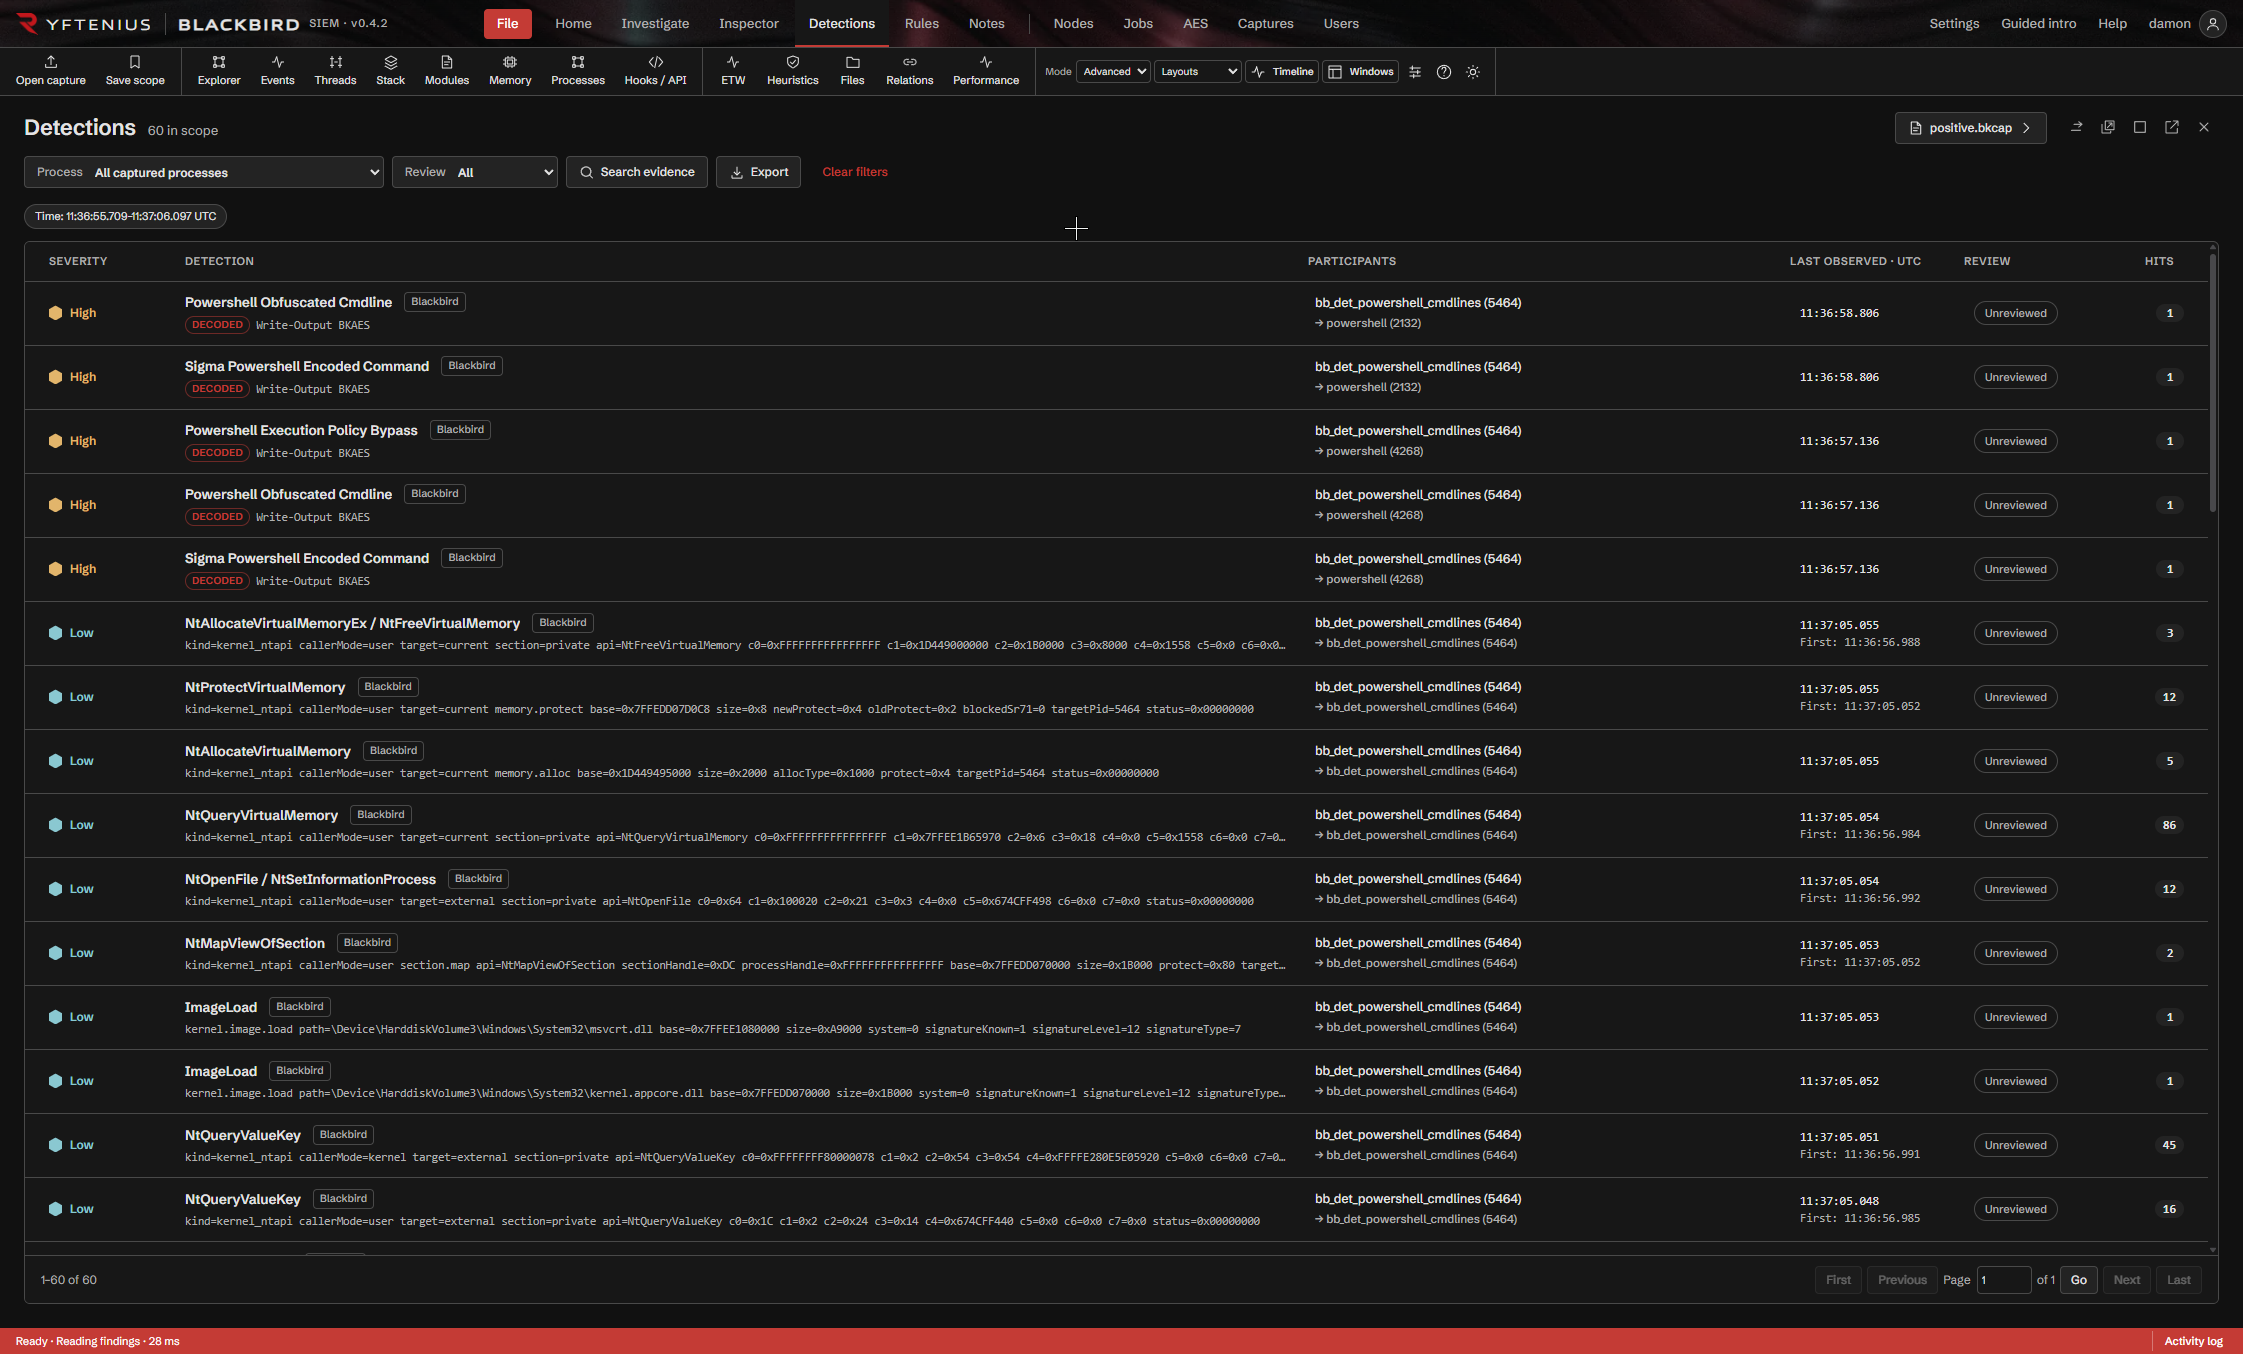 YFTENIUS BLACKBIRD SIEM · v0.4.2 File Home Investigate Inspector Detections Rules Notes Nodes Jobs AES Captures Users Settings Guided intro Help damon
Open capture Save scope Explorer Events Threads Stack Modules Memory Processes Hooks / API ETW Heuristics Files Relations Performance Mode Advanced Layouts Timeline Windows
Detections 60 in scope positive.bkcap
Process All captured processes Review All Search evidence Export Clear filters
Time: 11:36:55.709-11:37:06.097 UTC
SEVERITY DETECTION PARTICIPANTS LAST OBSERVED · UTC REVIEW HITS
High Powershell Obfuscated Cmdline Blackbird bb_det_powershell_cmdlines (5464) 11:36:58.806 Unreviewed 1
DECODED Write-Output BKAES → powershell (2132)
High Sigma Powershell Encoded Command Blackbird bb_det_powershell_cmdlines (5464) 11:36:58.806 Unreviewed 1
DECODED Write-Output BKAES → powershell (2132)
High Powershell Execution Policy Bypass Blackbird bb_det_powershell_cmdlines (5464) 11:36:57.136 Unreviewed 1
DECODED Write-Output BKAES → powershell (4268)
High Powershell Obfuscated Cmdline Blackbird bb_det_powershell_cmdlines (5464) 11:36:57.136 Unreviewed 1
DECODED Write-Output BKAES → powershell (4268)
High Sigma Powershell Encoded Command Blackbird bb_det_powershell_cmdlines (5464) 11:36:57.136 Unreviewed 1
DECODED Write-Output BKAES → powershell (4268)
Low NtAllocateVirtualMemoryEx / NtFreeVirtualMemory Blackbird bb_det_powershell_cmdlines (5464) 11:37:05.055 Unreviewed 3
kind=kernel_ntapi callerMode=user target=current section=private api=NtFreeVirtualMemory c0=0xFFFFFFFFFFFFFFFF c1=0x1D449000000 c2=0x1B0000 c3=0x8000 c4=0x1558 c5=0x0 c6=0x0… → bb_det_powershell_cmdlines (5464) First: 11:36:56.988
Low NtProtectVirtualMemory Blackbird bb_det_powershell_cmdlines (5464) 11:37:05.055 Unreviewed 12
kind=kernel_ntapi callerMode=user target=current memory.protect base=0x7FFEDD07D0C8 size=0x8 newProtect=0x4 oldProtect=0x2 blockedSr71=0 targetPid=5464 status=0x00000000 → bb_det_powershell_cmdlines (5464) First: 11:37:05.052
Low NtAllocateVirtualMemory Blackbird bb_det_powershell_cmdlines (5464) 11:37:05.055 Unreviewed 5
kind=kernel_ntapi callerMode=user target=current memory.alloc base=0x1D449495000 size=0x2000 allocType=0x1000 protect=0x4 targetPid=5464 status=0x00000000 → bb_det_powershell_cmdlines (5464)
Low NtQueryVirtualMemory Blackbird bb_det_powershell_cmdlines (5464) 11:37:05.054 Unreviewed 86
kind=kernel_ntapi callerMode=user target=current section=private api=NtQueryVirtualMemory c0=0xFFFFFFFFFFFFFFFF c1=0x7FFEE1B65970 c2=0x6 c3=0x18 c4=0x0 c5=0x1558 c6=0x0 c7=0… → bb_det_powershell_cmdlines (5464) First: 11:36:56.984
Low NtOpenFile / NtSetInformationProcess Blackbird bb_det_powershell_cmdlines (5464) 11:37:05.054 Unreviewed 12
kind=kernel_ntapi callerMode=user target=external section=private api=NtOpenFile c0=0x64 c1=0x100020 c2=0x21 c3=0x3 c4=0x0 c5=0x674CFF498 c6=0x0 c7=0x0 status=0x00000000 → bb_det_powershell_cmdlines (5464) First: 11:36:56.992
Low NtMapViewOfSection Blackbird bb_det_powershell_cmdlines (5464) 11:37:05.053 Unreviewed 2
kind=kernel_ntapi callerMode=user section.map api=NtMapViewOfSection sectionHandle=0xDC processHandle=0xFFFFFFFFFFFFFFFF base=0x7FFEDD070000 size=0x1B000 protect=0x80 target… → bb_det_powershell_cmdlines (5464) First: 11:37:05.052
Low ImageLoad Blackbird bb_det_powershell_cmdlines (5464) 11:37:05.053 Unreviewed 1
kernel.image.load path=\Device\HarddiskVolume3\Windows\System32\msvcrt.dll base=0x7FFEE1080000 size=0xA9000 system=0 signatureKnown=1 signatureLevel=12 signatureType=7 → bb_det_powershell_cmdlines (5464)
Low ImageLoad Blackbird bb_det_powershell_cmdlines (5464) 11:37:05.052 Unreviewed 1
kernel.image.load path=\Device\HarddiskVolume3\Windows\System32\kernel.appcore.dll base=0x7FFEDD070000 size=0x1B000 system=0 signatureKnown=1 signatureLevel=12 signatureType… → bb_det_powershell_cmdlines (5464)
Low NtQueryValueKey Blackbird bb_det_powershell_cmdlines (5464) 11:37:05.051 Unreviewed 45
kind=kernel_ntapi callerMode=kernel target=external section=private api=NtQueryValueKey c0=0xFFFFFFFF80000078 c1=0x2 c2=0x54 c3=0x54 c4=0xFFFFE280E5E05920 c5=0x0 c6=0x0 c7=0… → bb_det_powershell_cmdlines (5464) First: 11:36:56.991
Low NtQueryValueKey Blackbird bb_det_powershell_cmdlines (5464) 11:37:05.048 Unreviewed 16
kind=kernel_ntapi callerMode=user target=external section=private api=NtQueryValueKey c0=0x1C c1=0x2 c2=0x24 c3=0x14 c4=0x674CFF440 c5=0x0 c6=0x0 c7=0x0 status=0x00000000 → bb_det_powershell_cmdlines (5464) First: 11:36:56.985
1-60 of 60 First Previous Page 1 of 1 Go Next Last
Ready · Reading findings · 28 ms Activity log